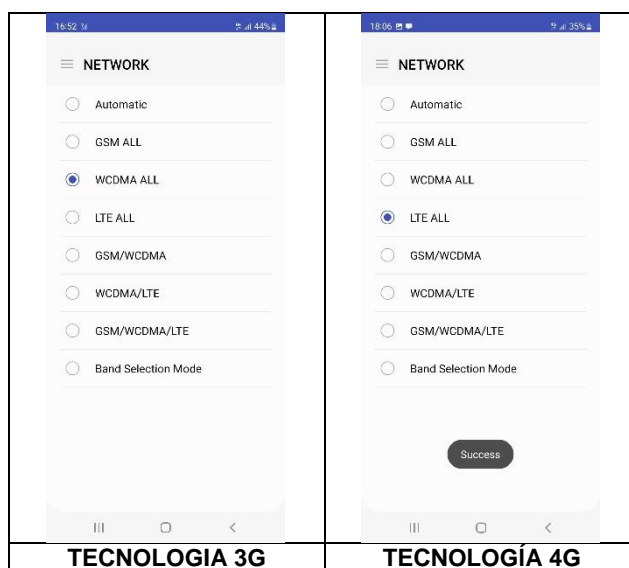 16:52
44%
NETWORK
Automatic
GSM ALL
WCDMA ALL
LTE ALL
GSM/WCDMA
WCDMA/LTE
GSM/WCDMA/LTE
Band Selection Mode
TECNOLOGIA 3G
18:06
35%
NETWORK
Automatic
GSM ALL
WCDMA ALL
LTE ALL
GSM/WCDMA
WCDMA/LTE
GSM/WCDMA/LTE
Band Selection Mode
Success
TECNOLOGÍA 4G